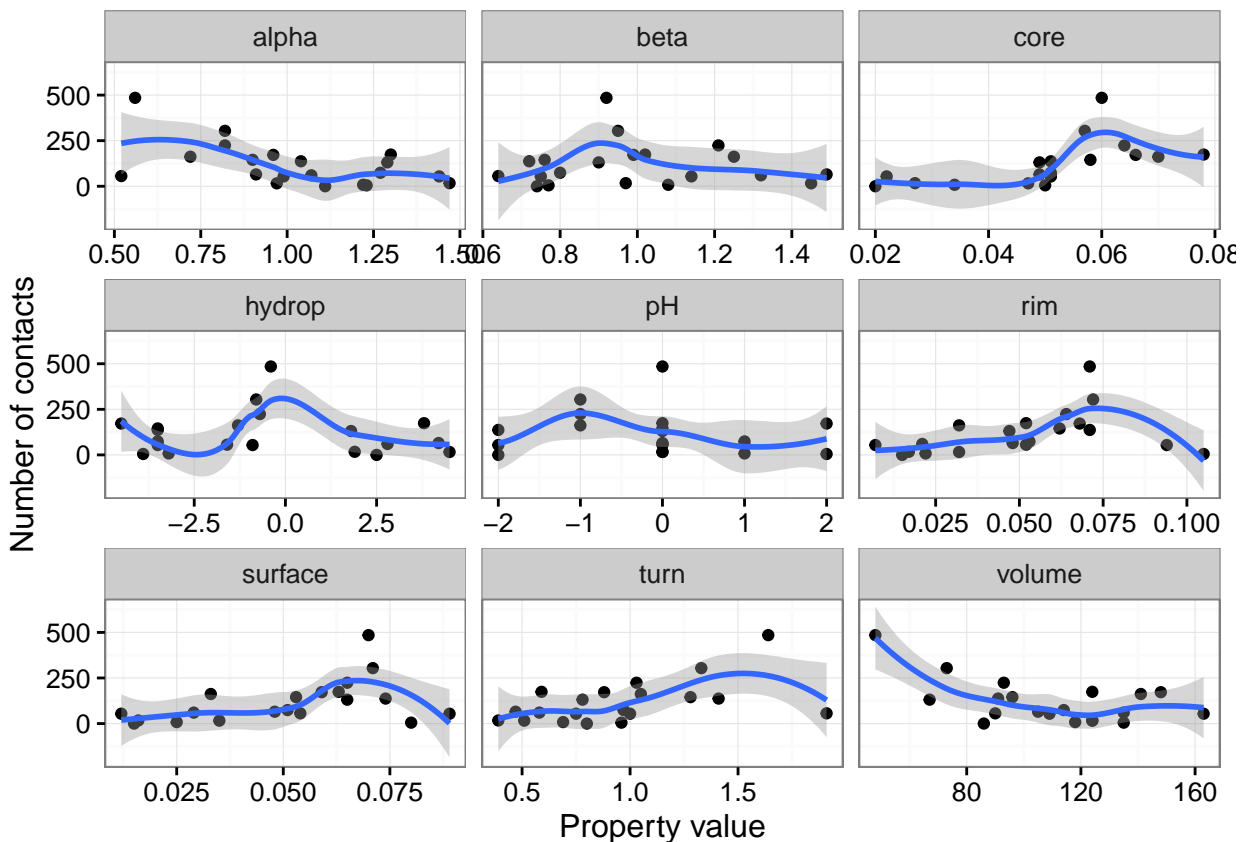 alpha beta core
500
250
0
0.50 0.75 1.00 1.25 1.50 0.6 0.8 1.0 1.2 1.4 0.02 0.04 0.06 0.08
hydrop pH rim
500
250
0
−2.5 0.0 2.5 −2 −1 0 1 2 0.025 0.050 0.075 0.100
surface turn volume
500
250
0
0.025 0.050 0.075 0.5 1.0 1.5 80 120 160
Property value
Number of contacts